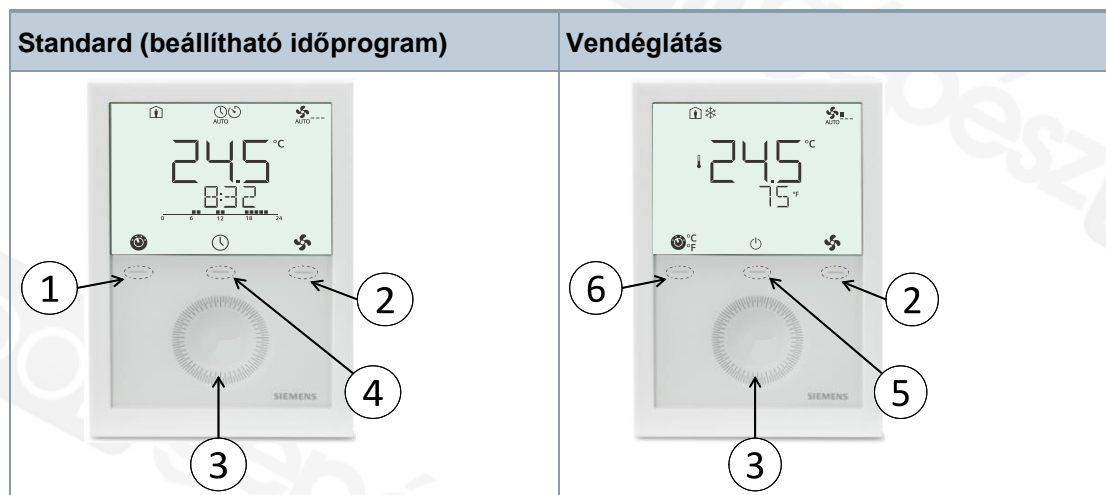 Standard (beállítható időprogram)
Vendéglátás
AUTO
AUTO
24.5 °C
8:32
0 6 12 18 24
1
2
4
SIEMENS
3
AUTO
24.5 °C
75 °F
°C
°F
6
2
5
SIEMENS
3